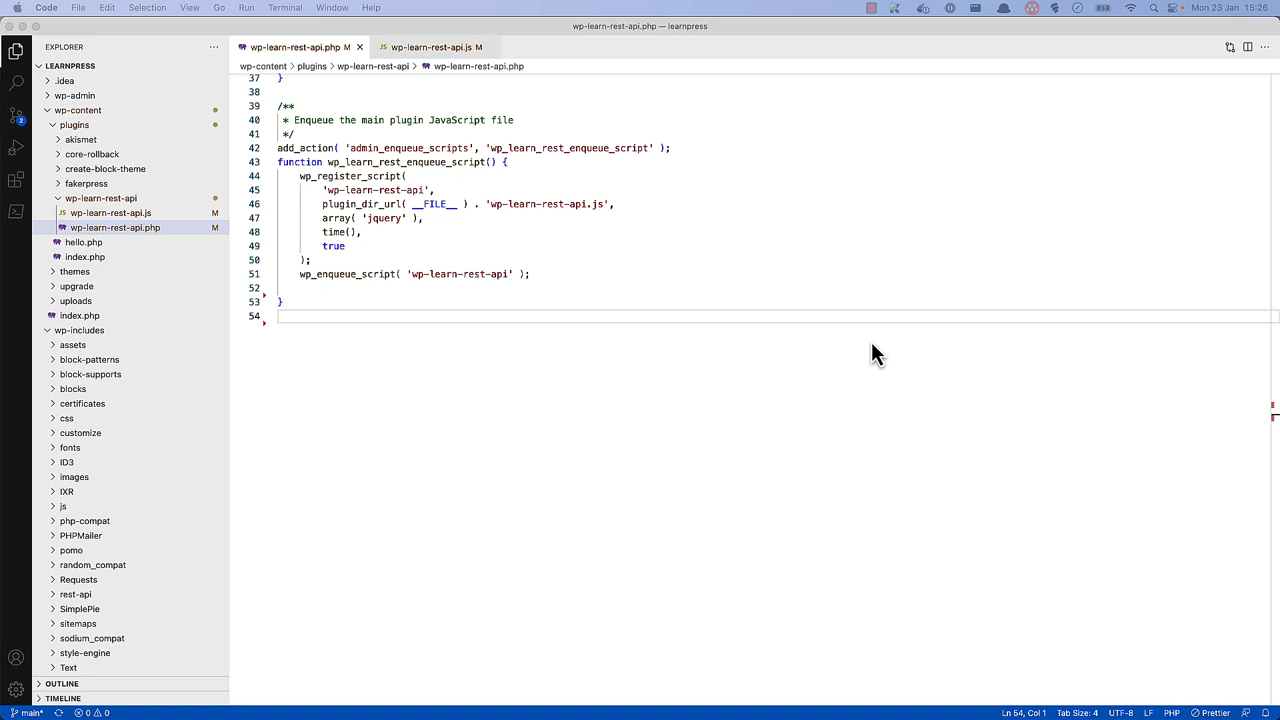 Code File Edit Selection View Go Run Terminal Window Help Mon 23 Jan 15:26
wp-learn-rest-api.php — learnpress
EXPLORER
LEARNPRESS
.idea
wp-admin
wp-content
plugins
akismet
core-rollback
create-block-theme
fakerpress
wp-learn-rest-api
JS wp-learn-rest-api.js M
wp-learn-rest-api.php M
hello.php
index.php
themes
upgrade
uploads
index.php
wp-includes
assets
block-patterns
block-supports
blocks
certificates
css
customize
fonts
ID3
images
IXR
js
php-compat
PHPMailer
pomo
random_compat
Requests
rest-api
SimplePie
sitemaps
sodium_compat
style-engine
Text
OUTLINE
TIMELINE
2
wp-learn-rest-api.php M JS wp-learn-rest-api.js M
wp-content > plugins > wp-learn-rest-api > wp-learn-rest-api.php
37 }
38
39 /**
40 * Enqueue the main plugin JavaScript file
41 */
42 add_action( 'admin_enqueue_scripts', 'wp_learn_rest_enqueue_script' );
43 function wp_learn_rest_enqueue_script() {
44 wp_register_script(
45 'wp-learn-rest-api',
46 plugin_dir_url( __FILE__ ) . 'wp-learn-rest-api.js',
47 array( 'jquery' ),
48 time(),
49 true
50 );
51 wp_enqueue_script( 'wp-learn-rest-api' );
52
53 }
54
main* 0 0 Ln 54, Col 1 Tab Size: 4 UTF-8 LF PHP Prettier